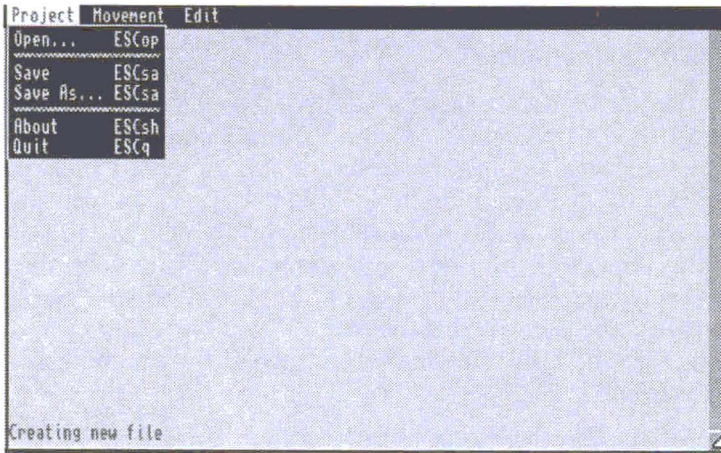 Project Movement Edit
Open... ESCop
Save ESCsa
Save As... ESCsa
About ESCsh
Quit ESCq
Creating new file